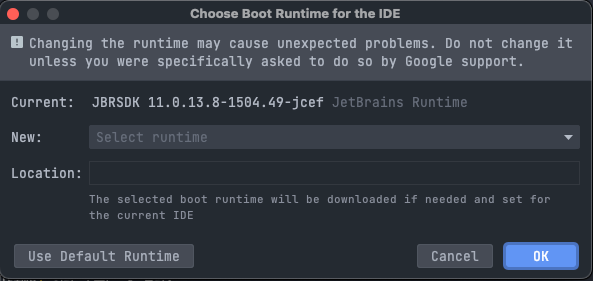 Choose Boot Runtime for the IDE
Changing the runtime may cause unexpected problems. Do not change it
unless you were specifically asked to do so by Google support.
Current: JBRSDK 11.0.13.8-1504.49-jcef JetBrains Runtime
New: Select runtime
Location:
The selected boot runtime will be downloaded if needed and set for
the current IDE
Use Default Runtime Cancel OK